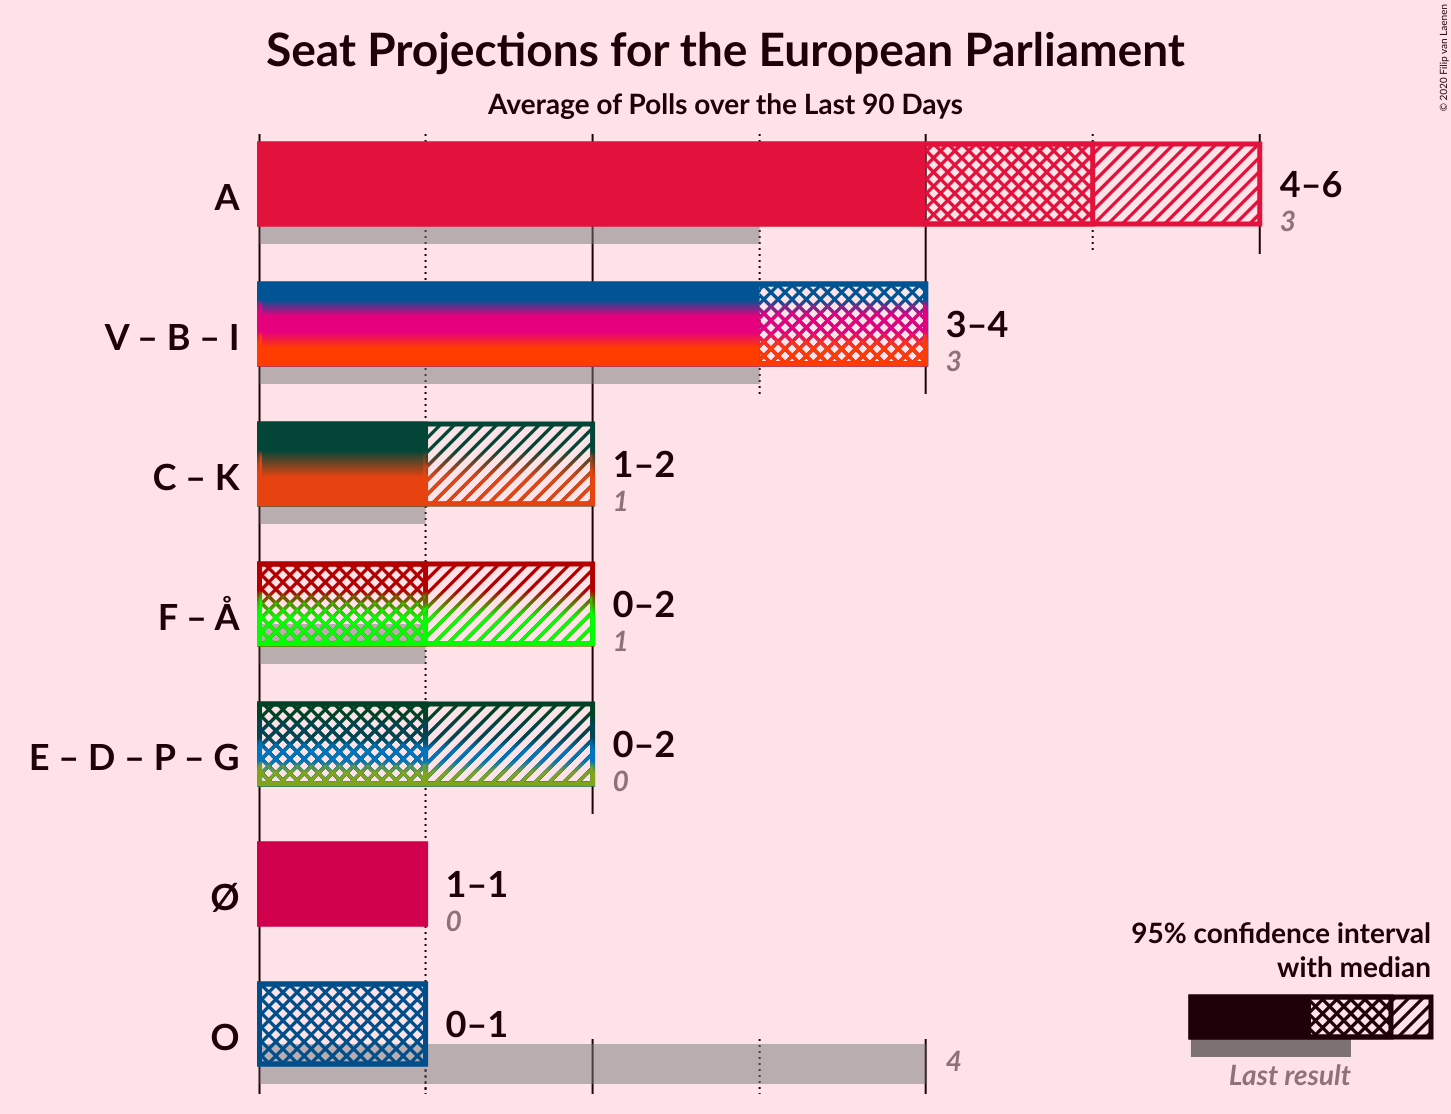 Seat Projections for the European Parliament
Average of Polls over the Last 90 Days
© 2020 Filip van Laenen
A
4–6
3
V – B – I
3–4
3
C – K
1–2
1
F – Å
0–2
1
E – D – P – G
0–2
0
Ø
1–1
0
O
0–1
4
95% confidence interval
with median
Last result